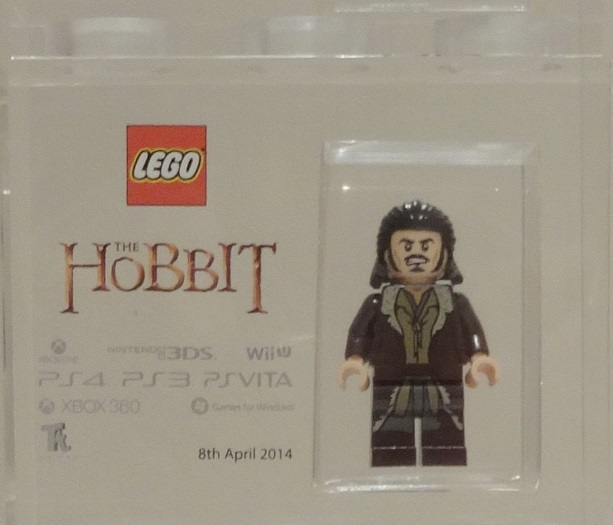 LEGO
THE
HOBBIT
XBOX ONE
NINTENDO 3DS Wii U
PS4 PS3 PSVITA
XBOX 360 Games for Windows
Tt
8th April 2014